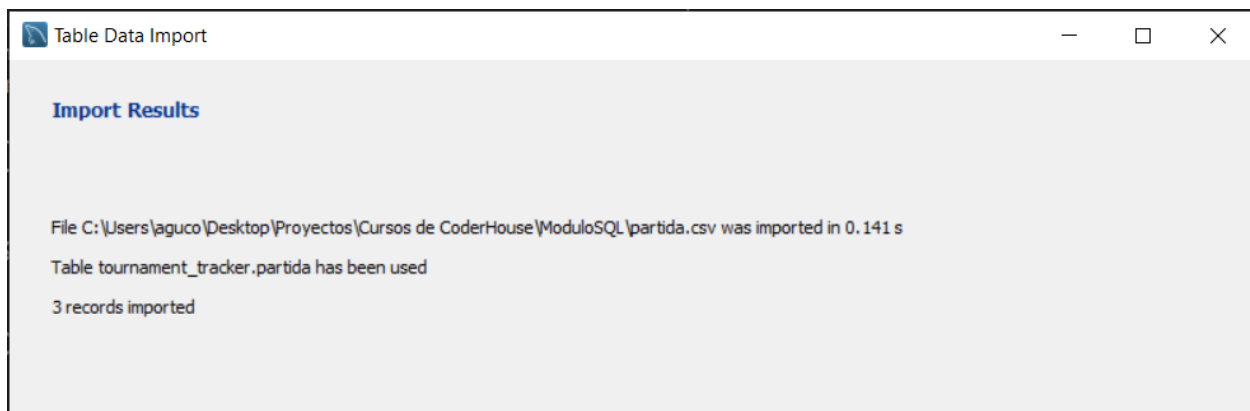 Table Data Import
Import Results
File C:\Users\aguco\Desktop\Proyectos\Cursos de CoderHouse\ModuloSQL\partida.csv was imported in 0.141 s
Table tournament_tracker.partida has been used
3 records imported